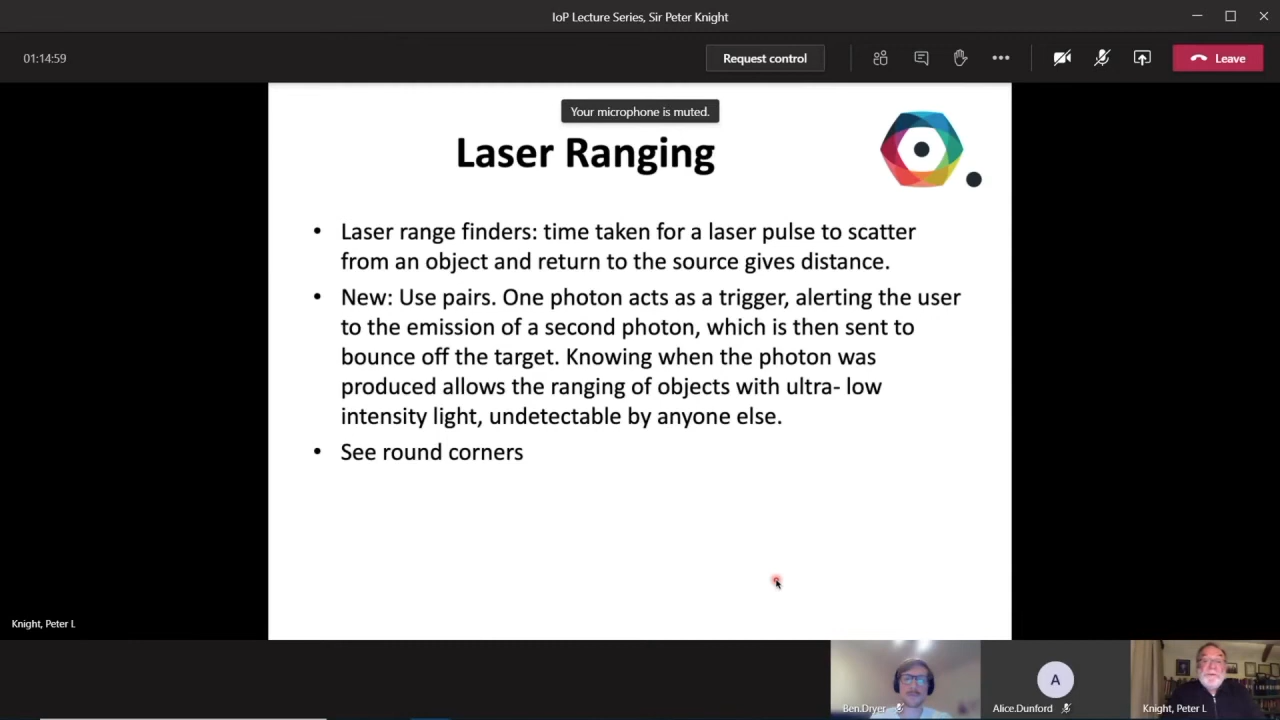 IoP Lecture Series, Sir Peter Knight
01:14:59
Request control
Leave
Your microphone is muted.
Laser Ranging
• Laser range finders: time taken for a laser pulse to scatter
from an object and return to the source gives distance.
• New: Use pairs. One photon acts as a trigger, alerting the user
to the emission of a second photon, which is then sent to
bounce off the target. Knowing when the photon was
produced allows the ranging of objects with ultra- low
intensity light, undetectable by anyone else.
• See round corners
Knight, Peter L
A
Ben.Dryer
Alice.Dunford
Knight, Peter L